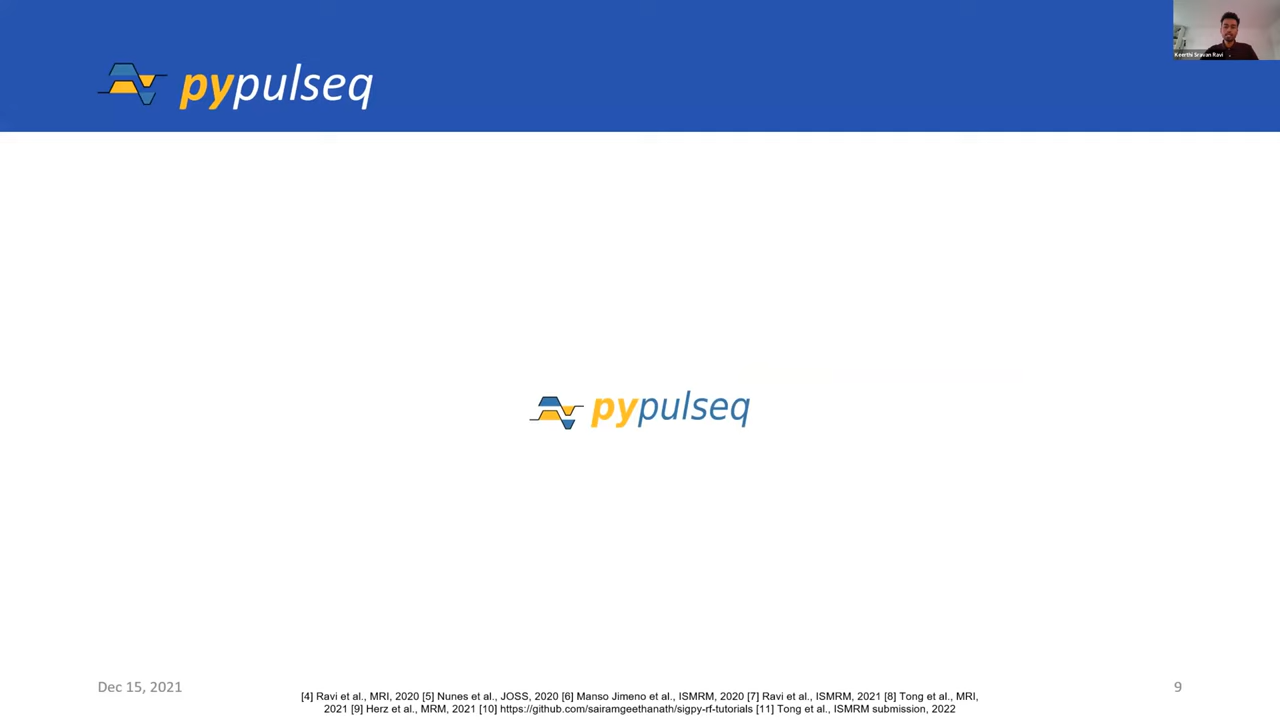 Keerthi Sravan Ravi
pypulseq
pypulseq
Dec 15, 2021
[4] Ravi et al., MRI, 2020 [5] Nunes et al., JOSS, 2020 [6] Manso Jimeno et al., ISMRM, 2020 [7] Ravi et al., ISMRM, 2021 [8] Tong et al., MRI,
2021 [9] Herz et al., MRM, 2021 [10] https://github.com/sairamgeethanath/sigpy-rf-tutorials [11] Tong et al., ISMRM submission, 2022
9